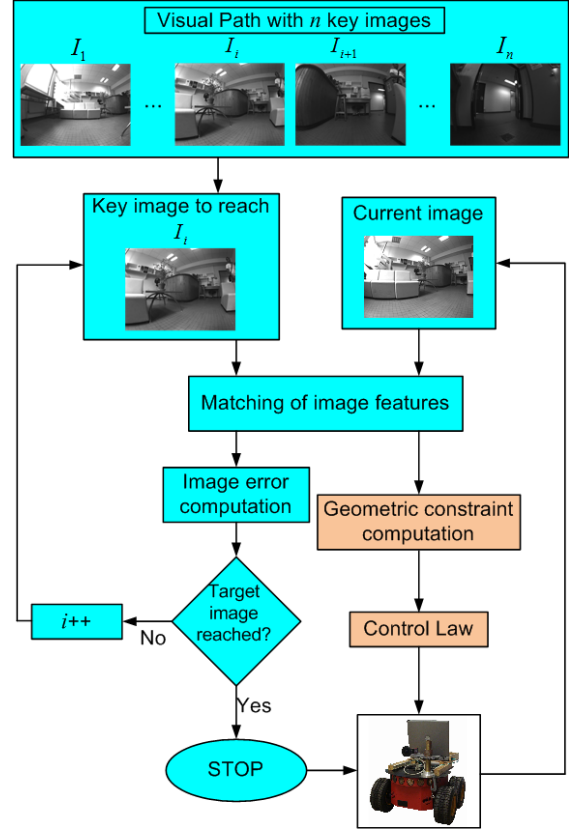 Visual Path with n key images
I1 Ii Ii+1 In
... ...
Key image to reach
Ii
Current image
Matching of image features
Image error
computation
Geometric constraint
computation
Target
image
reached?
i++
No
Control Law
Yes
STOP